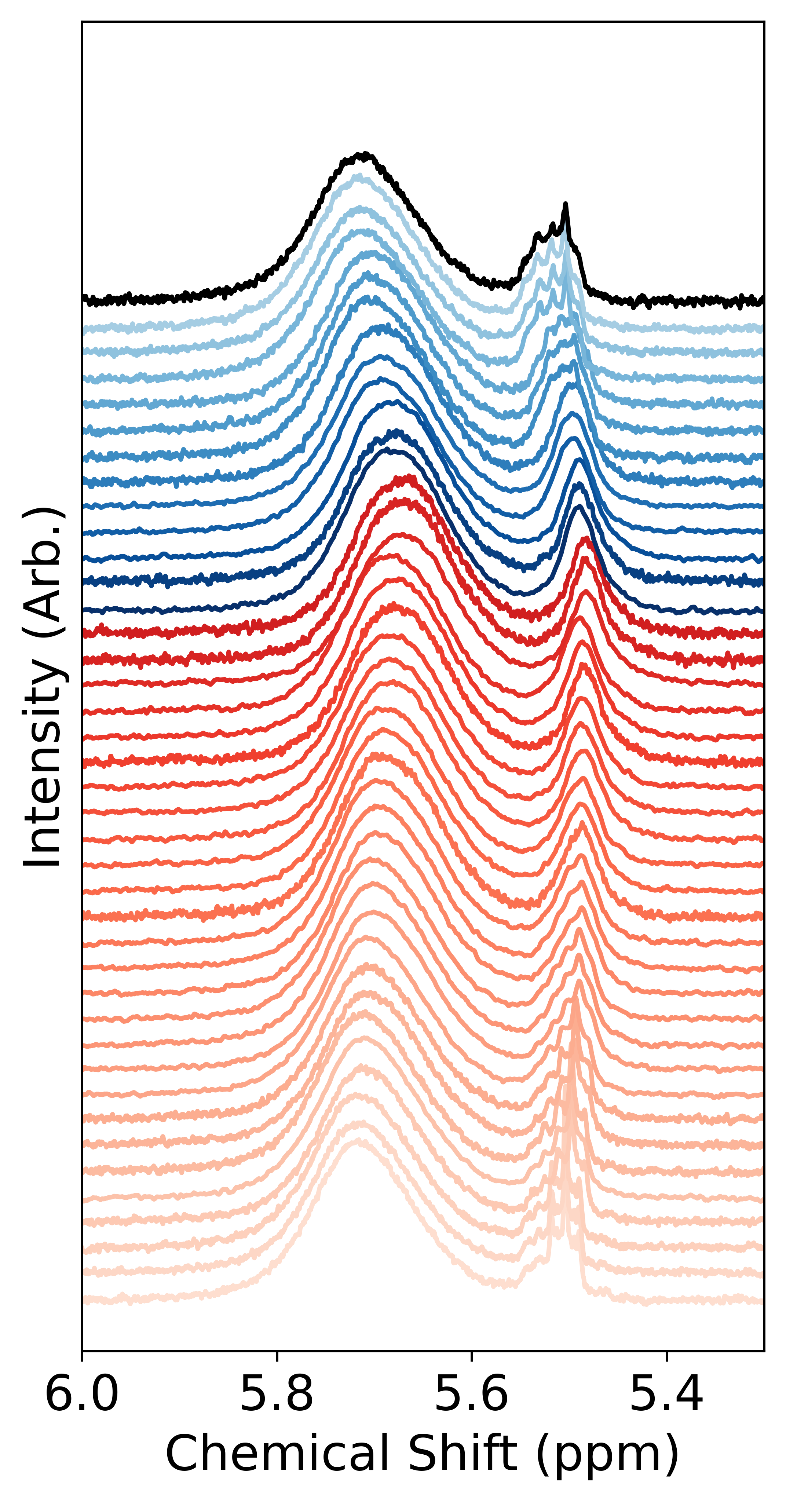 Intensity (Arb.)
6.0 5.8 5.6 5.4
Chemical Shift (ppm)